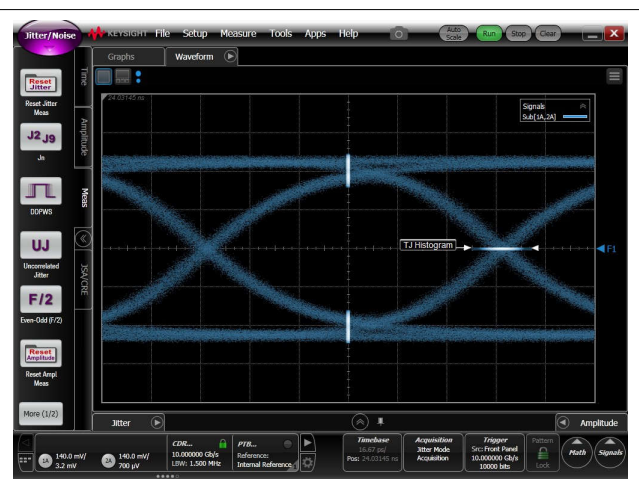 Jitter/Noise
KEYSIGHT File Setup Measure Tools Apps Help
Auto Scale
Run Stop Clear
Graphs Waveform
Time
Amplitude
Meas
JSA/CRE
Reset Jitter
Reset Jitter
Meas
J2 J9
Jn
DDPWS
UJ
Uncorrelated
Jitter
F/2
Even-Odd (F/2)
Reset Amplitude
Reset Ampl
Meas
More (1/2)
24.03145 ns
Signals
Sub[1A,2A]
TJ Histogram
F1
Jitter
Amplitude
1A 140.0 mV/
3.2 mV
2A 140.0 mV/
700 µV
CDR...
10.000000 Gb/s
LBW: 1.500 MHz
PTB...
Reference:
Internal Reference
Timebase
16.67 ps/
Pos: 24.03145 ns
Acquisition
Jitter Mode
Acquisition
Trigger
Src: Front Panel
10.000000 Gb/s
10000 bits
Pattern
Lock
Math
Signals